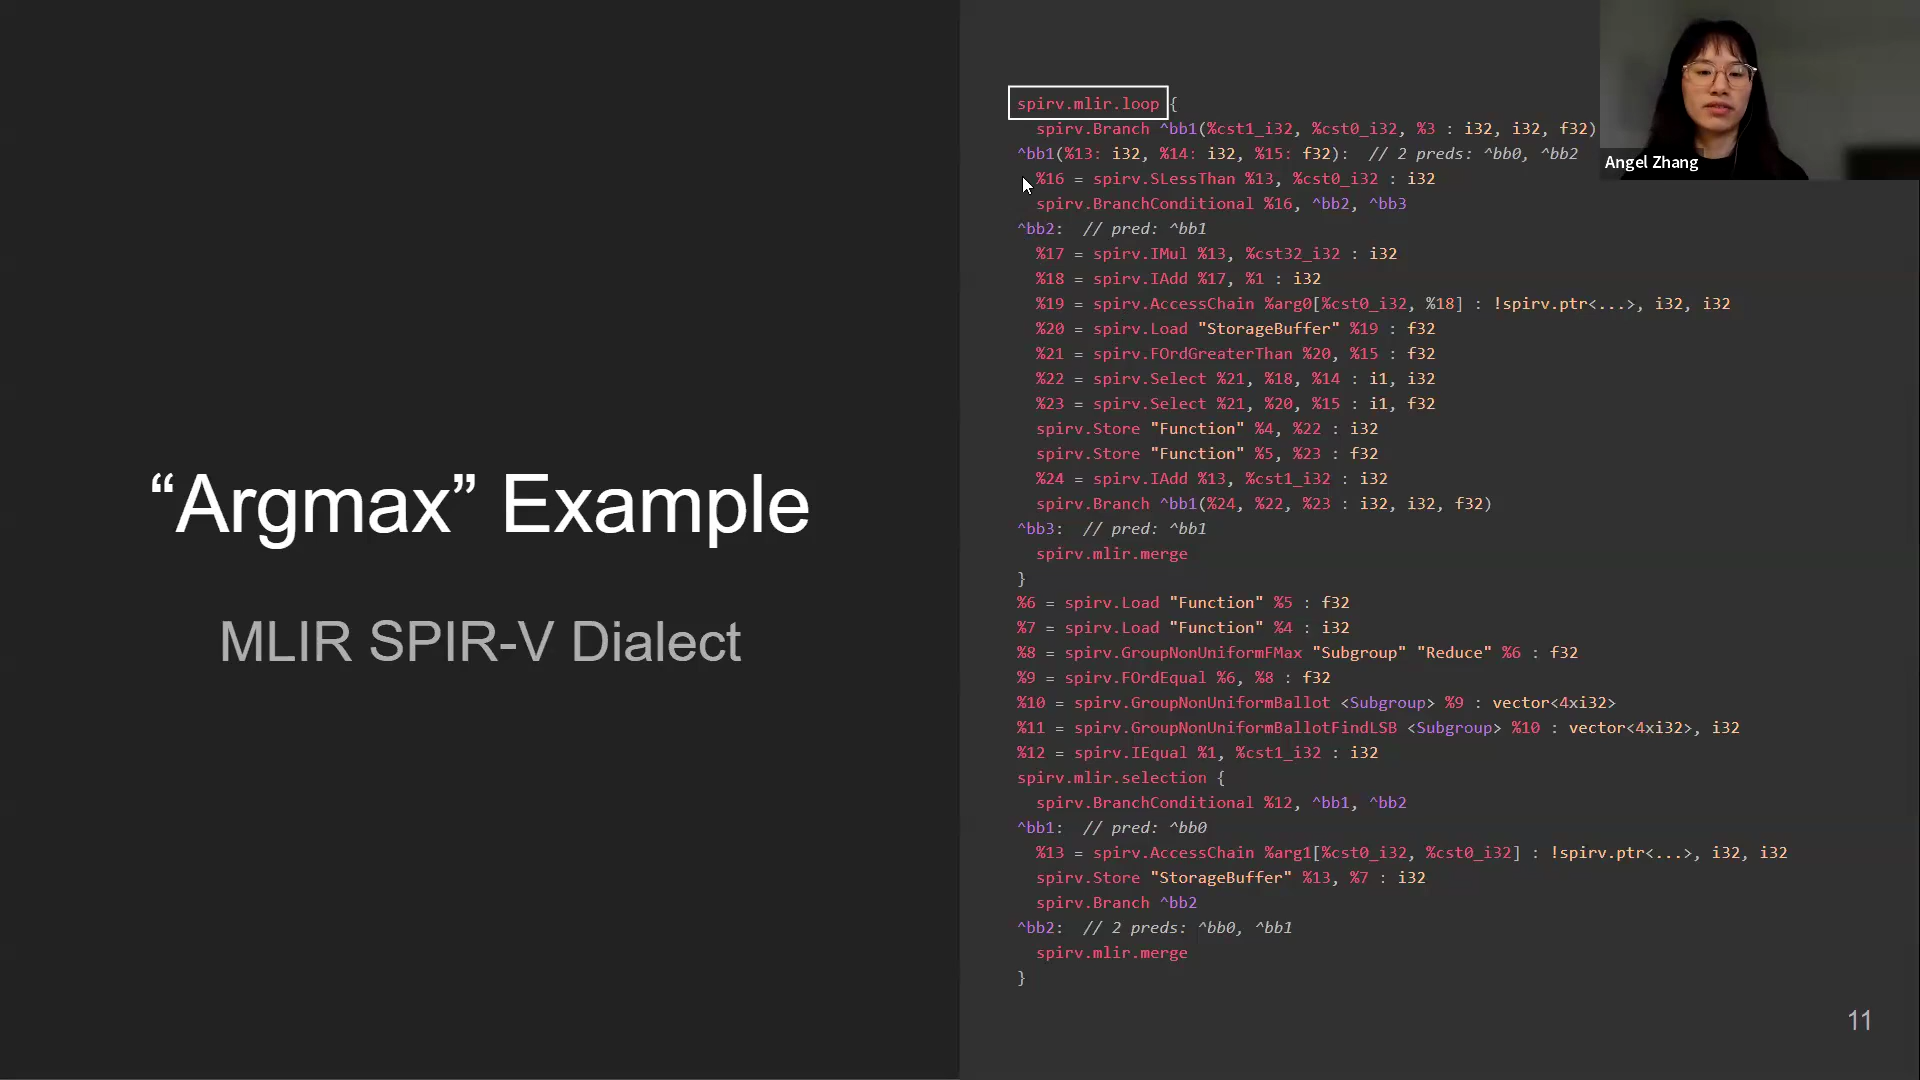 “Argmax” Example
MLIR SPIR-V Dialect
spirv.mlir.loop {
spirv.Branch ^bb1(%cst1_i32, %cst0_i32, %3 : i32, i32, f32)
^bb1(%13: i32, %14: i32, %15: f32):  // 2 preds: ^bb0, ^bb2
%16 = spirv.SLessThan %13, %cst0_i32 : i32
spirv.BranchConditional %16, ^bb2, ^bb3
^bb2:  // pred: ^bb1
%17 = spirv.IMul %13, %cst32_i32 : i32
%18 = spirv.IAdd %17, %1 : i32
%19 = spirv.AccessChain %arg0[%cst0_i32, %18] : !spirv.ptr<...>, i32, i32
%20 = spirv.Load "StorageBuffer" %19 : f32
%21 = spirv.FOrdGreaterThan %20, %15 : f32
%22 = spirv.Select %21, %18, %14 : i1, i32
%23 = spirv.Select %21, %20, %15 : i1, f32
spirv.Store "Function" %4, %22 : i32
spirv.Store "Function" %5, %23 : f32
%24 = spirv.IAdd %13, %cst1_i32 : i32
spirv.Branch ^bb1(%24, %22, %23 : i32, i32, f32)
^bb3:  // pred: ^bb1
spirv.mlir.merge
}
%6 = spirv.Load "Function" %5 : f32
%7 = spirv.Load "Function" %4 : i32
%8 = spirv.GroupNonUniformFMax "Subgroup" "Reduce" %6 : f32
%9 = spirv.FOrdEqual %6, %8 : f32
%10 = spirv.GroupNonUniformBallot <Subgroup> %9 : vector<4xi32>
%11 = spirv.GroupNonUniformBallotFindLSB <Subgroup> %10 : vector<4xi32>, i32
%12 = spirv.IEqual %1, %cst1_i32 : i32
spirv.mlir.selection {
spirv.BranchConditional %12, ^bb1, ^bb2
^bb1:  // pred: ^bb0
%13 = spirv.AccessChain %arg1[%cst0_i32, %cst0_i32] : !spirv.ptr<...>, i32, i32
spirv.Store "StorageBuffer" %13, %7 : i32
spirv.Branch ^bb2
^bb2:  // 2 preds: ^bb0, ^bb1
spirv.mlir.merge
}
Angel Zhang
11